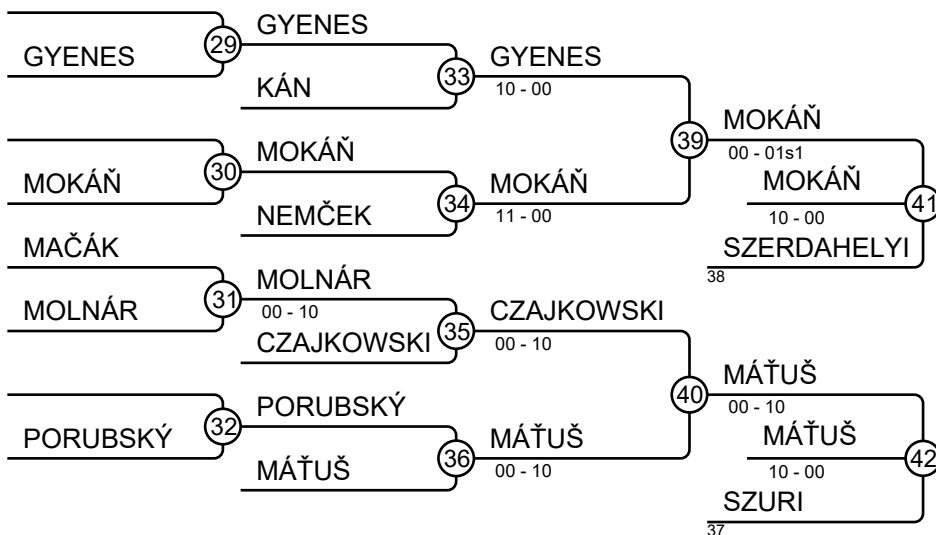 GYENES
29
GYENES
KÁN
33
GYENES
10 - 00
MOKÁŇ
30
MOKÁŇ
NEMČEK
34
MOKÁŇ
11 - 00
39
MOKÁŇ
00 - 01s1
MOKÁŇ
10 - 00
41
SZERDAHELYI
38
MAČÁK
MOLNÁR
31
MOLNÁR
00 - 10
CZAJKOWSKI
35
CZAJKOWSKI
00 - 10
PORUBSKÝ
32
PORUBSKÝ
MÁŤUŠ
36
MÁŤUŠ
00 - 10
40
MÁŤUŠ
00 - 10
MÁŤUŠ
10 - 00
42
SZURI
37